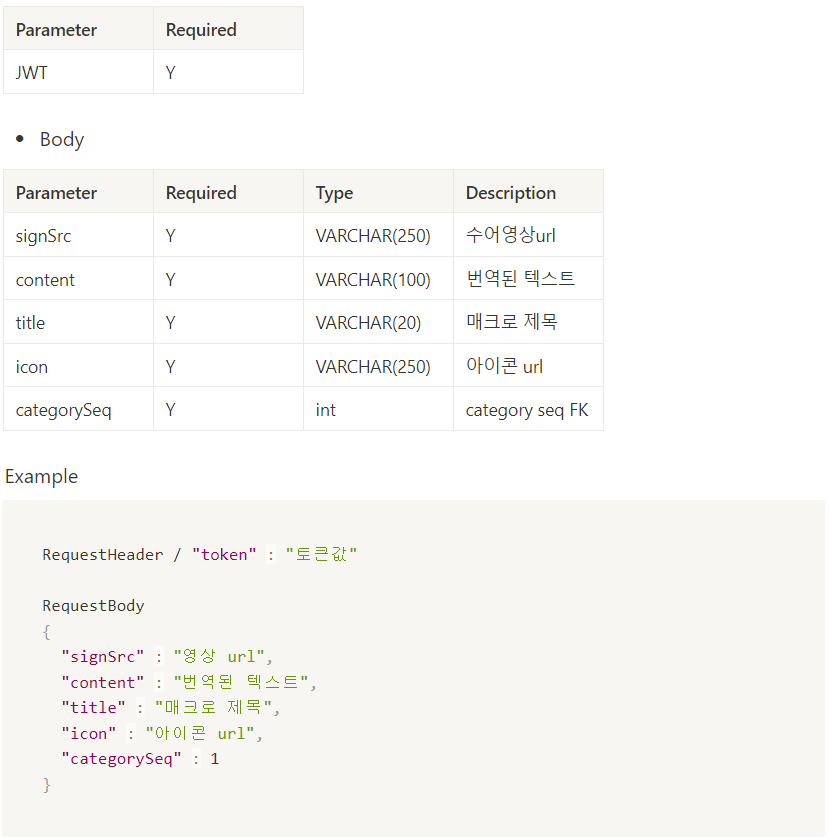 Parameter Required
JWT Y
• Body
Parameter Required Type Description
signSrc Y VARCHAR(250) 수어영상url
content Y VARCHAR(100) 번역된 텍스트
title Y VARCHAR(20) 매크로 제목
icon Y VARCHAR(250) 아이콘 url
categorySeq Y int category seq FK
Example
RequestHeader / "token" : "토큰값"
RequestBody
{
"signSrc" : "영상 url",
"content" : "번역된 텍스트",
"title" : "매크로 제목",
"icon" : "아이콘 url",
"categorySeq" : 1
}